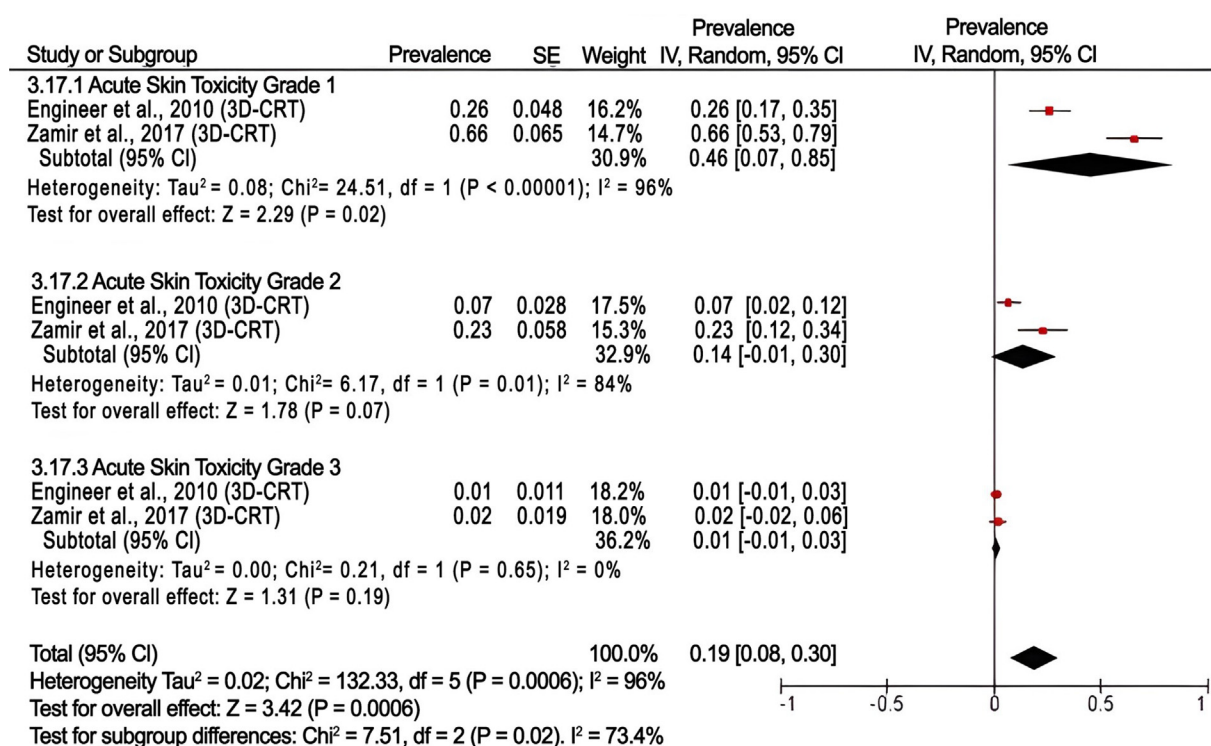 Prevalence Prevalence
Study or Subgroup Prevalence SE Weight IV, Random, 95% CI IV, Random, 95% CI
3.17.1 Acute Skin Toxicity Grade 1
Engineer et al., 2010 (3D-CRT) 0.26 0.048 16.2% 0.26 [0.17, 0.35]
Zamir et al., 2017 (3D-CRT) 0.66 0.065 14.7% 0.66 [0.53, 0.79]
Subtotal (95% CI) 30.9% 0.46 [0.07, 0.85]
Heterogeneity: Tau² = 0.08; Chi²= 24.51, df = 1 (P < 0.00001); I² = 96%
Test for overall effect: Z = 2.29 (P = 0.02)
3.17.2 Acute Skin Toxicity Grade 2
Engineer et al., 2010 (3D-CRT) 0.07 0.028 17.5% 0.07 [0.02, 0.12]
Zamir et al., 2017 (3D-CRT) 0.23 0.058 15.3% 0.23 [0.12, 0.34]
Subtotal (95% CI) 32.9% 0.14 [-0.01, 0.30]
Heterogeneity: Tau² = 0.01; Chi²= 6.17, df = 1 (P = 0.01); I² = 84%
Test for overall effect: Z = 1.78 (P = 0.07)
3.17.3 Acute Skin Toxicity Grade 3
Engineer et al., 2010 (3D-CRT) 0.01 0.011 18.2% 0.01 [-0.01, 0.03]
Zamir et al., 2017 (3D-CRT) 0.02 0.019 18.0% 0.02 [-0.02, 0.06]
Subtotal (95% CI) 36.2% 0.01 [-0.01, 0.03]
Heterogeneity: Tau² = 0.00; Chi²= 0.21, df = 1 (P = 0.65); I² = 0%
Test for overall effect: Z = 1.31 (P = 0.19)
Total (95% CI) 100.0% 0.19 [0.08, 0.30]
Heterogeneity Tau² = 0.02; Chi² = 132.33, df = 5 (P = 0.0006); I² = 96%
Test for overall effect: Z = 3.42 (P = 0.0006)
Test for subgroup differences: Chi² = 7.51, df = 2 (P = 0.02). I² = 73.4%
-1 -0.5 0 0.5 1